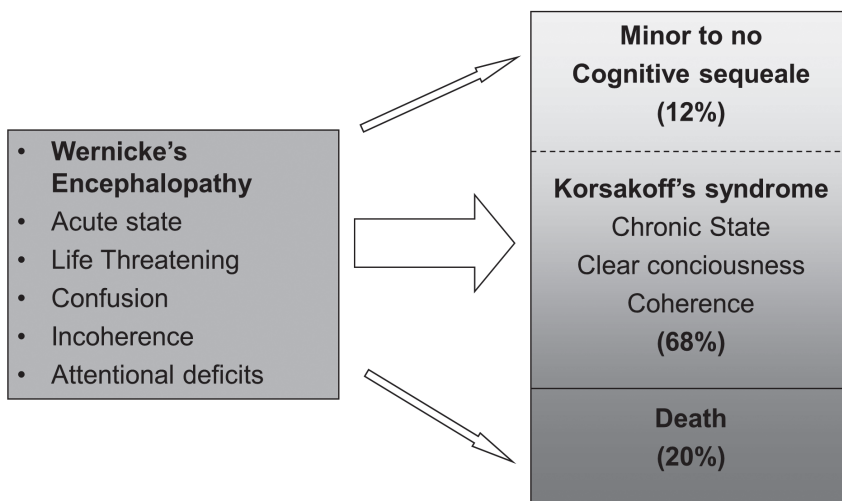 • Wernicke's
Encephalopathy
• Acute state
• Life Threatening
• Confusion
• Incoherence
• Attentional deficits
Minor to no
Cognitive sequeale
(12%)
Korsakoff's syndrome
Chronic State
Clear conciousness
Coherence
(68%)
Death
(20%)